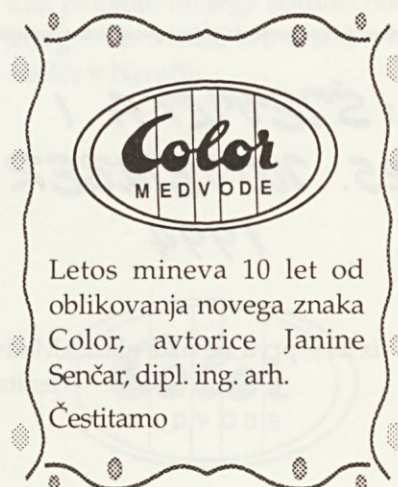 Color
MEDVODE
Letos mineva 10 let od
oblikovanja novega znaka
Color, avtorice Janine
Senčar, dipl. ing. arh.
Čestitamo